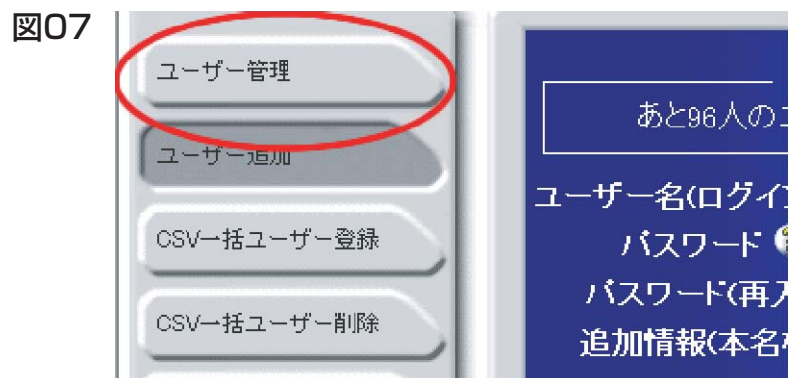 図07
ユーザー管理
ユーザー追加
CSV一括ユーザー登録
CSV一括ユーザー削除
あと96人の
ユーザー名(ログイ
パスワード
パスワード(再入
追加情報(本名